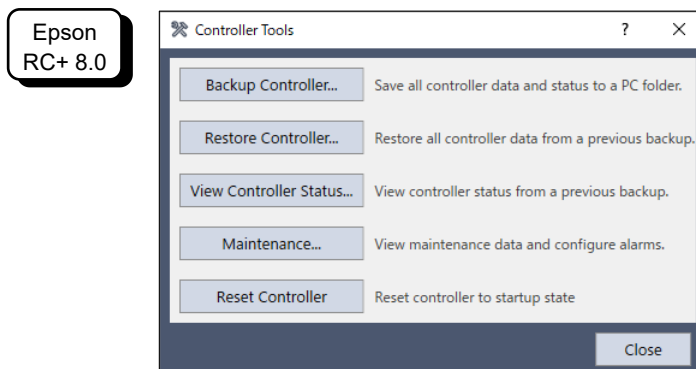 Epson
RC+ 8.0
Controller Tools
?
Backup Controller... Save all controller data and status to a PC folder.
Restore Controller... Restore all controller data from a previous backup.
View Controller Status... View controller status from a previous backup.
Maintenance... View maintenance data and configure alarms.
Reset Controller Reset controller to startup state
Close